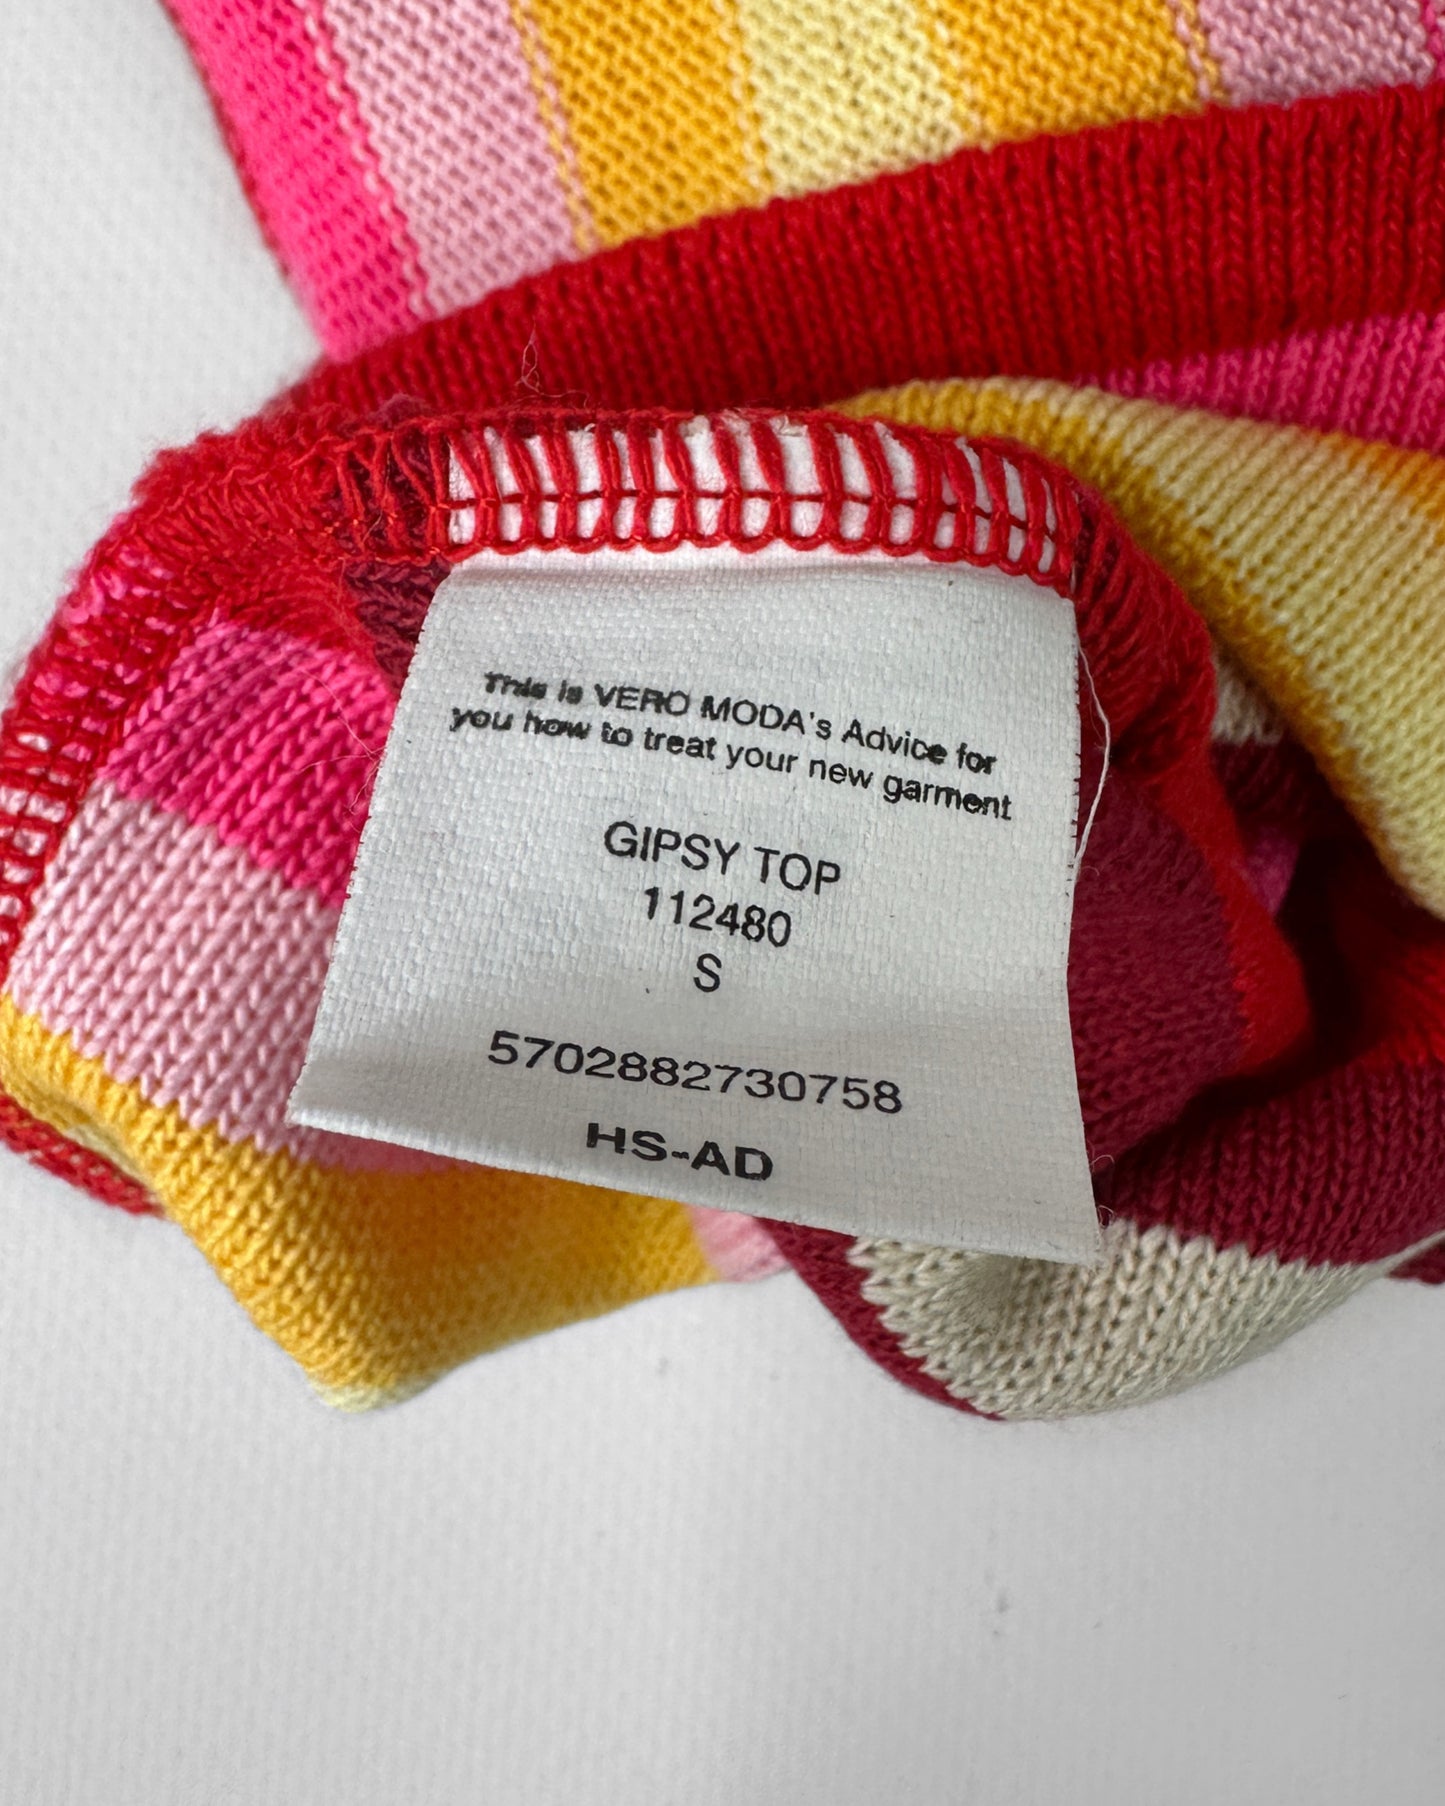 This is VERO MODA's Advice for
you how to treat your new garment
GIPSY TOP
112480
S
5702882730758
HS-AD